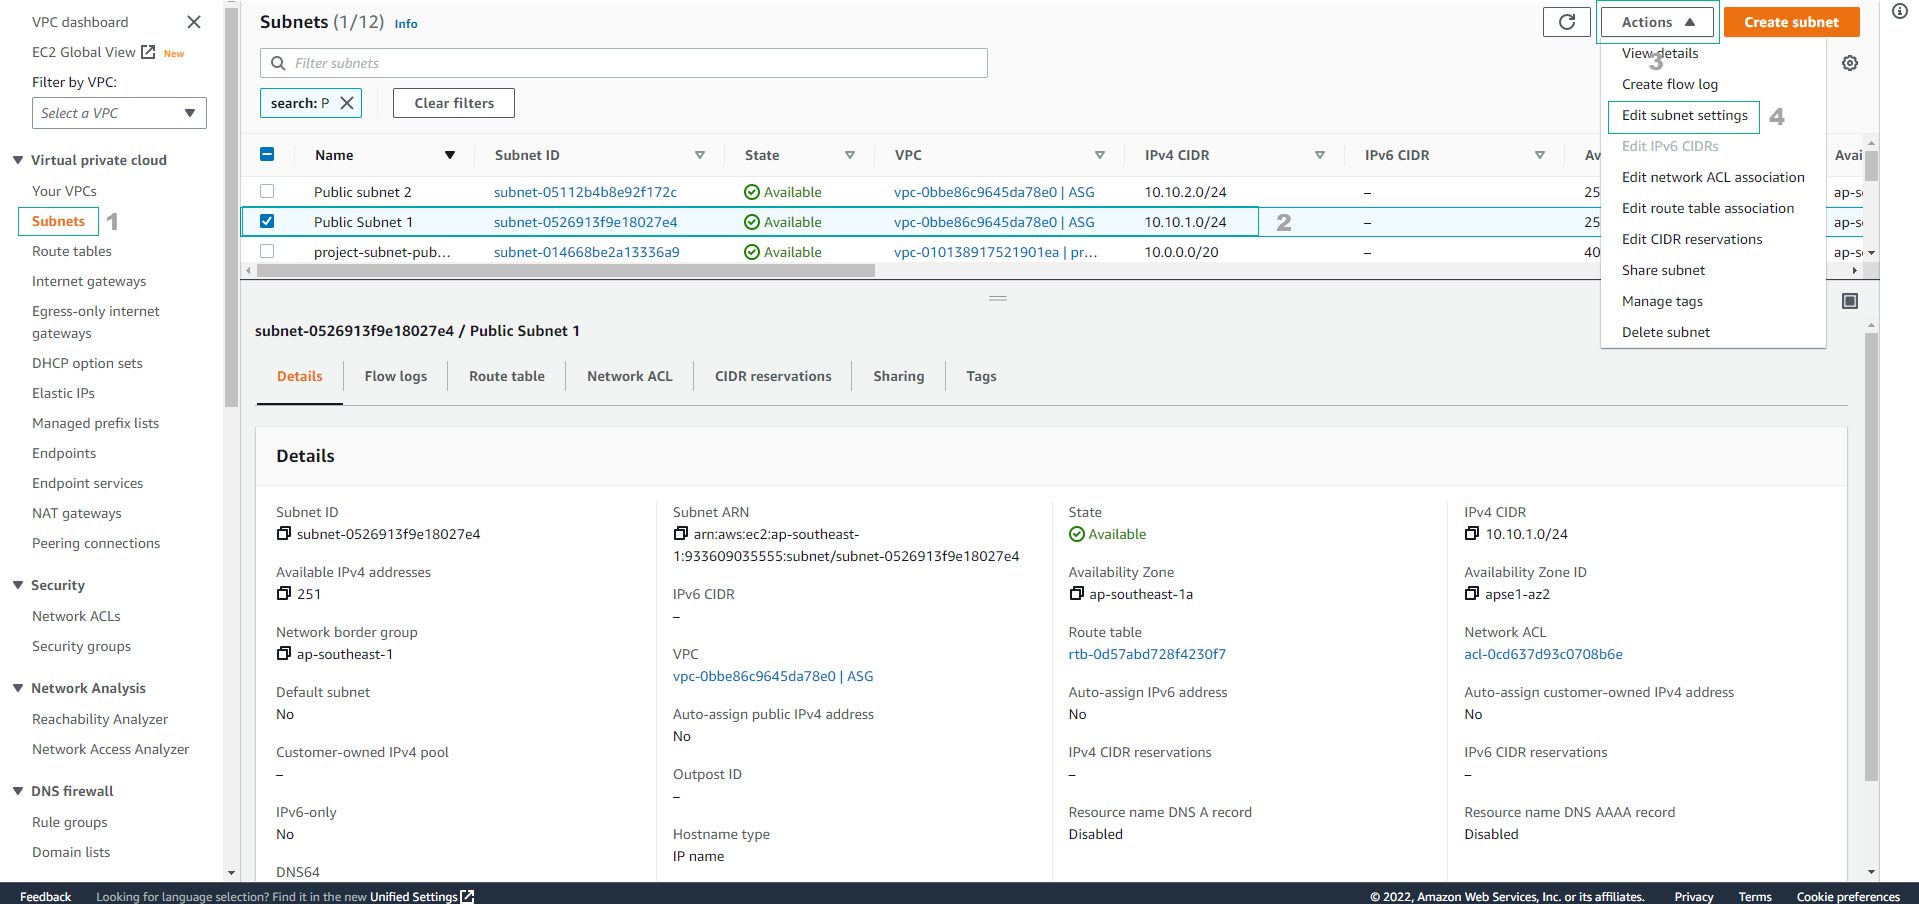 VPC dashboard
EC2 Global View New
Filter by VPC:
Select a VPC
Virtual private cloud
Your VPCs
Subnets 1
Route tables
Internet gateways
Egress-only internet
gateways
DHCP option sets
Elastic IPs
Managed prefix lists
Endpoints
Endpoint services
NAT gateways
Peering connections
Security
Network ACLs
Security groups
Network Analysis
Reachability Analyzer
Network Access Analyzer
DNS firewall
Rule groups
Domain lists
Subnets (1/12) Info
Actions Create subnet
Filter subnets
search: P Clear filters
Name Subnet ID State VPC IPv4 CIDR IPv6 CIDR Av Avai
Public subnet 2 subnet-05112b4b8e92f172c Available vpc-0bbe86c9645da78e0 | ASG 10.10.2.0/24 – 25 ap-s
Public Subnet 1 subnet-0526913f9e18027e4 Available vpc-0bbe86c9645da78e0 | ASG 10.10.1.0/24 2 – 25 ap-s
project-subnet-pub... subnet-014668be2a13336a9 Available vpc-010138917521901ea | pr... 10.0.0.0/20 – 40 ap-s
View details
3
Create flow log
Edit subnet settings 4
Edit IPv6 CIDRs
Edit network ACL association
Edit route table association
Edit CIDR reservations
Share subnet
Manage tags
Delete subnet
subnet-0526913f9e18027e4 / Public Subnet 1
Details Flow logs Route table Network ACL CIDR reservations Sharing Tags
Details
Subnet ID
subnet-0526913f9e18027e4
Available IPv4 addresses
251
Network border group
ap-southeast-1
Default subnet
No
Customer-owned IPv4 pool
–
IPv6-only
No
DNS64
Subnet ARN
arn:aws:ec2:ap-southeast-
1:933609035555:subnet/subnet-0526913f9e18027e4
IPv6 CIDR
–
VPC
vpc-0bbe86c9645da78e0 | ASG
Auto-assign public IPv4 address
No
Outpost ID
–
Hostname type
IP name
State
Available
Availability Zone
ap-southeast-1a
Route table
rtb-0d57abd728f4230f7
Auto-assign IPv6 address
No
IPv4 CIDR reservations
–
Resource name DNS A record
Disabled
IPv4 CIDR
10.10.1.0/24
Availability Zone ID
apse1-az2
Network ACL
acl-0cd637d93c0708b6e
Auto-assign customer-owned IPv4 address
No
IPv6 CIDR reservations
–
Resource name DNS AAAA record
Disabled
Feedback Looking for language selection? Find it in the new Unified Settings © 2022, Amazon Web Services, Inc. or its affiliates. Privacy Terms Cookie preferences